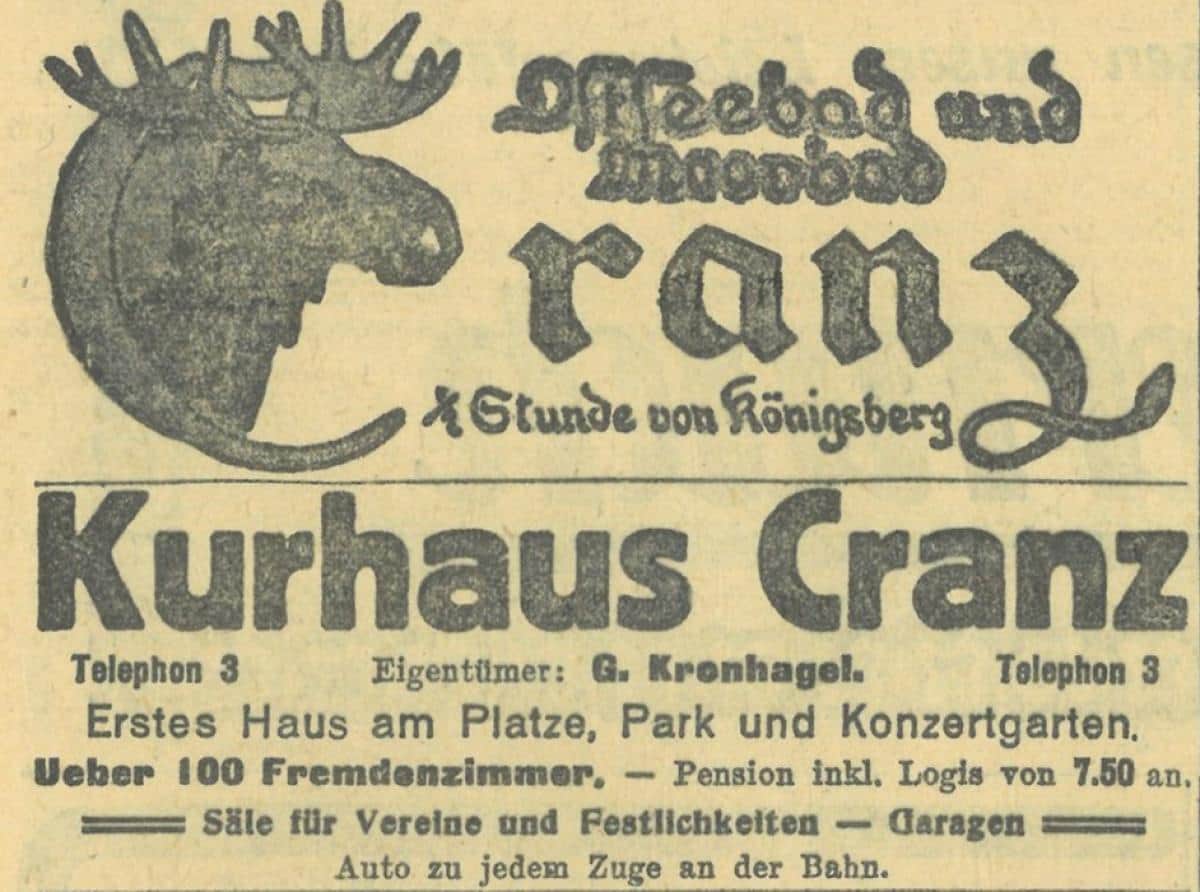 Ostseebad und
Moorbad
Cranz
Stunde von Königsberg
Kurhaus Cranz
Telephon 3 Eigentümer: G. Kronhagel. Telephon 3
Erstes Haus am Platze, Park und Konzertgarten.
Ueber 100 Fremdenzimmer. — Pension inkl. Logis von 7.50 an.
Säle für Vereine und Festlichkeiten — Garagen
Auto zu jedem Zuge an der Bahn.